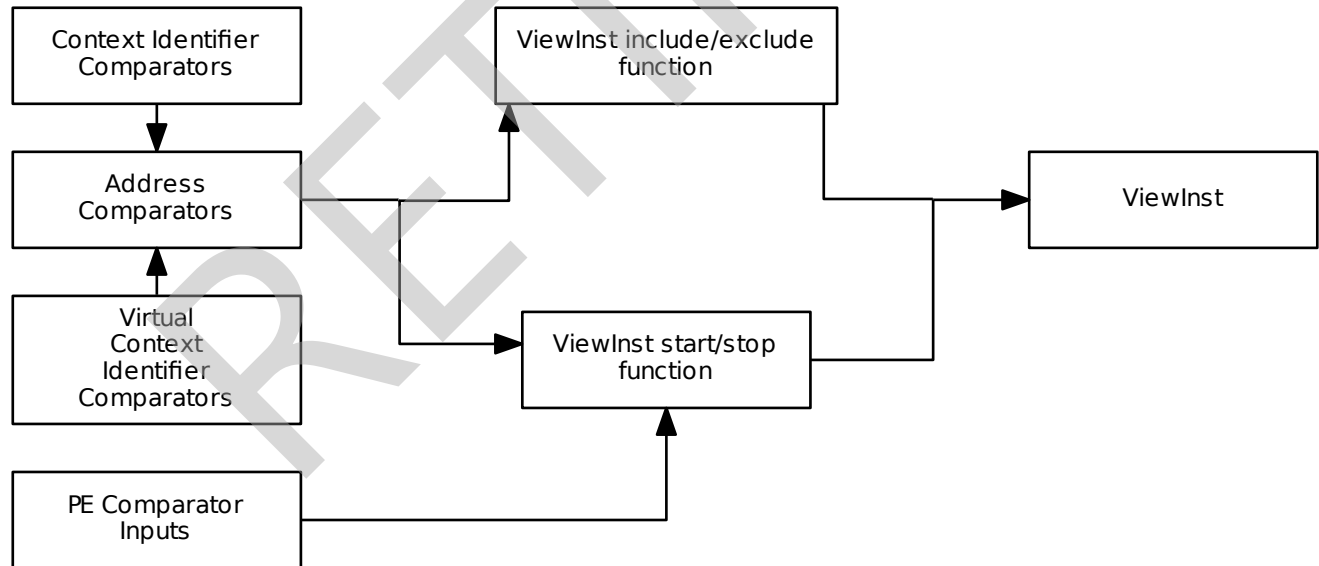 Context Identifier
Comparators
ViewInst include/exclude
function
Address
Comparators
ViewInst
Virtual
Context
Identifier
Comparators
ViewInst start/stop
function
PE Comparator
Inputs